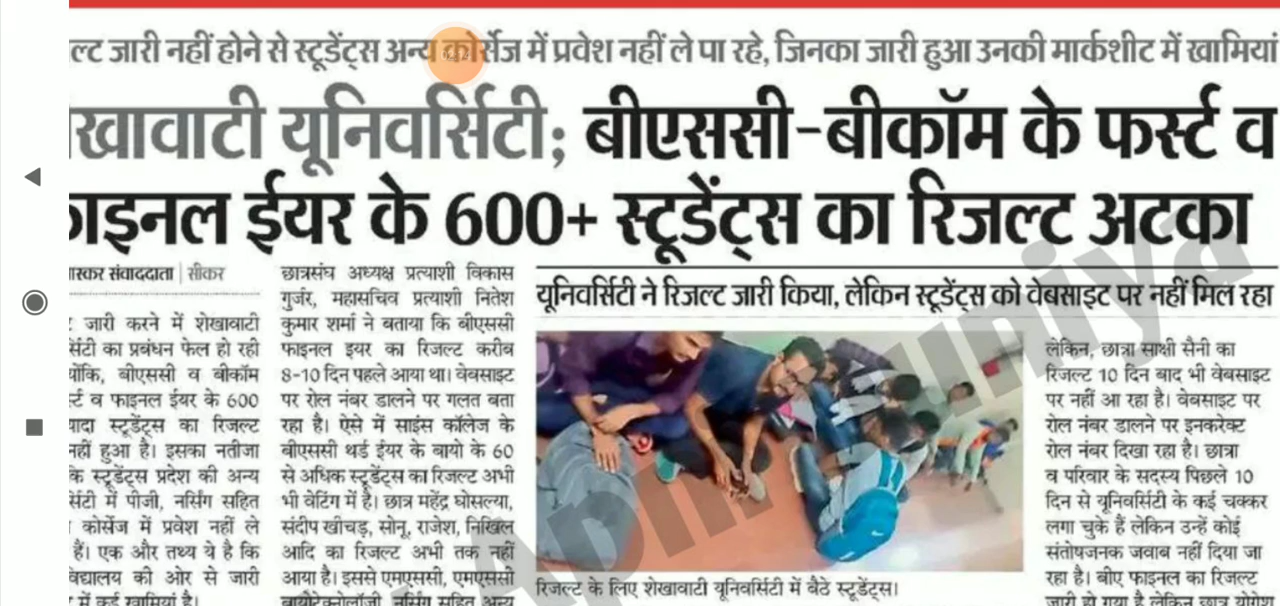 ल्ट जारी नहीं होने से स्टूडेंट्स अन्य कोर्सेज में प्रवेश नहीं ले पा रहे, जिनका जारी हुआ उनकी मार्कशीट में खामियां
खावाटी यूनिवर्सिटी; बीएससी-बीकॉम के फर्स्ट व
फाइनल ईयर के 600+ स्टूडेंट्स का रिजल्ट अटका
ास्कर संवाददाता | सीकर
जारी करने में शेखावाटी
र्सिटी का प्रबंधन फेल हो रही
योंकि, बीएससी व बीकॉम
र्स्ट व फाइनल ईयर के 600
यादा स्टूडेंट्स का रिजल्ट
नहीं हुआ है। इसका नतीजा
कि स्टूडेंट्स प्रदेश की अन्य
र्सिटी में पीजी, नर्सिंग सहित
कोर्सेज में प्रवेश नहीं ले
हैं। एक और तथ्य ये है कि
विद्यालय की ओर से जारी
में कई खामियां है।
छात्रसंघ अध्यक्ष प्रत्याशी विकास
गुर्जर, महासचिव प्रत्याशी नितेश
कुमार शर्मा ने बताया कि बीएससी
फाइनल इयर का रिजल्ट करीब
8-10 दिन पहले आया था। वेबसाइट
पर रोल नंबर डालने पर गलत बता
रहा है। ऐसे में साइंस कॉलेज के
बीएससी थर्ड ईयर के बायो के 60
से अधिक स्टूडेंट्स का रिजल्ट अभी
भी वेटिंग में है। छात्र महेंद्र घोसल्या,
संदीप खीचड़, सोनू, राजेश, निखिल
आदि का रिजल्ट अभी तक नहीं
आया है। इससे एमएससी, एमएससी
बायोटेक्नोलॉजी, नर्सिंग सहित अन्य
यूनिवर्सिटी ने रिजल्ट जारी किया, लेकिन स्टूडेंट्स को वेबसाइट पर नहीं मिल रहा
रिजल्ट के लिए शेखावाटी यूनिवर्सिटी में बैठे स्टूडेंट्स।
लेकिन, छात्रा साक्षी सैनी का
रिजल्ट 10 दिन बाद भी वेबसाइट
पर नहीं आ रहा है। वेबसाइट पर
रोल नंबर डालने पर इनकरेक्ट
रोल नंबर दिखा रहा है। छात्रा
व परिवार के सदस्य पिछले 10
दिन से यूनिवर्सिटी के कई चक्कर
लगा चुके हैं लेकिन उन्हें कोई
संतोषजनक जवाब नहीं दिया जा
रहा है। बीए फाइनल का रिजल्ट
जारी हो गया है लेकिन छात्र योगेश